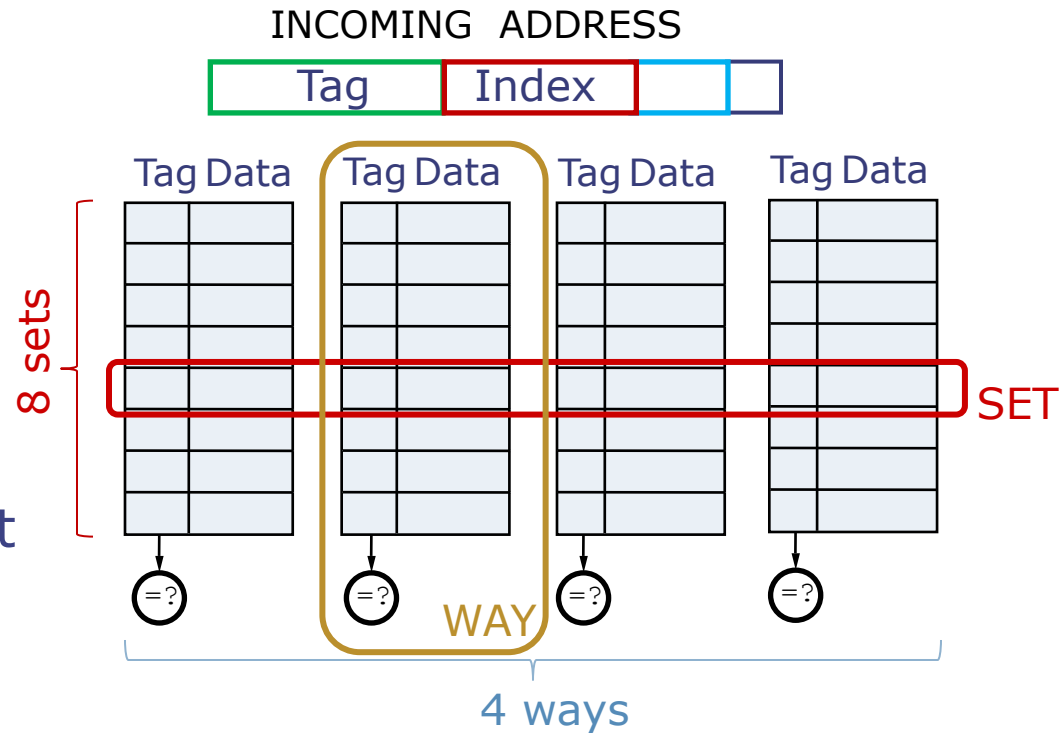 INCOMING ADDRESS
Tag Index
Tag Data Tag Data Tag Data Tag Data
8 sets
SET
t
=? =? =? =?
WAY
4 ways